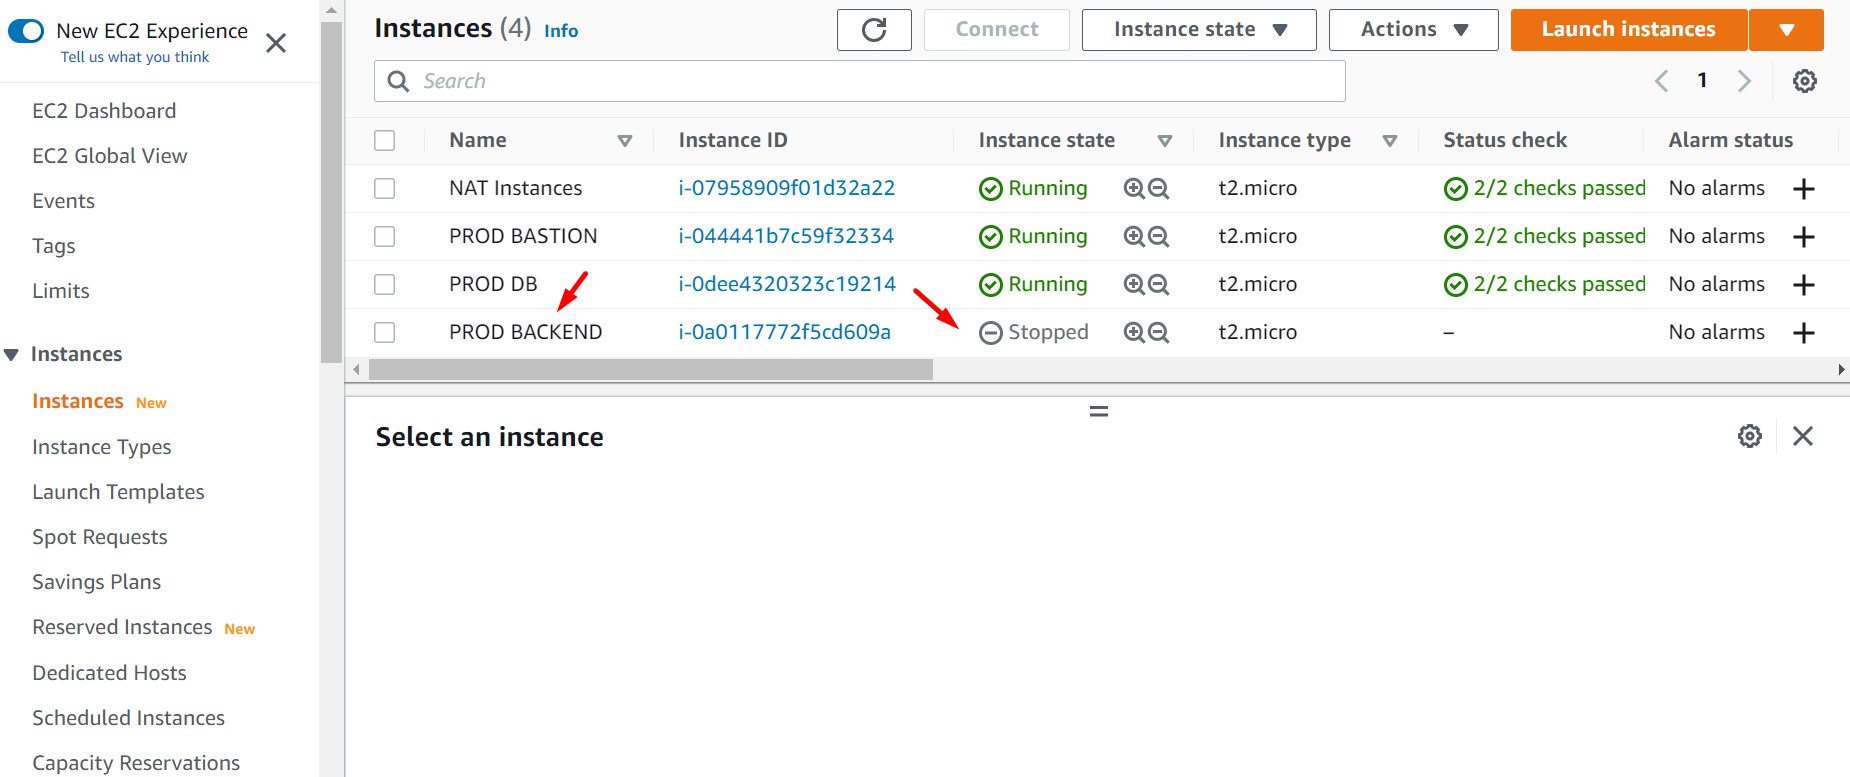 New EC2 Experience
Tell us what you think
EC2 Dashboard
EC2 Global View
Events
Tags
Limits
Instances
Instances New
Instance Types
Launch Templates
Spot Requests
Savings Plans
Reserved Instances New
Dedicated Hosts
Scheduled Instances
Capacity Reservations
Instances (4) Info
Connect
Instance state
Actions
Launch instances
Search
1
Name Instance ID Instance state Instance type Status check Alarm status
NAT Instances i-07958909f01d32a22 Running t2.micro 2/2 checks passed No alarms
PROD BASTION i-044441b7c59f32334 Running t2.micro 2/2 checks passed No alarms
PROD DB i-0dee4320323c19214 Running t2.micro 2/2 checks passed No alarms
PROD BACKEND i-0a0117772f5cd609a Stopped t2.micro – No alarms
Select an instance